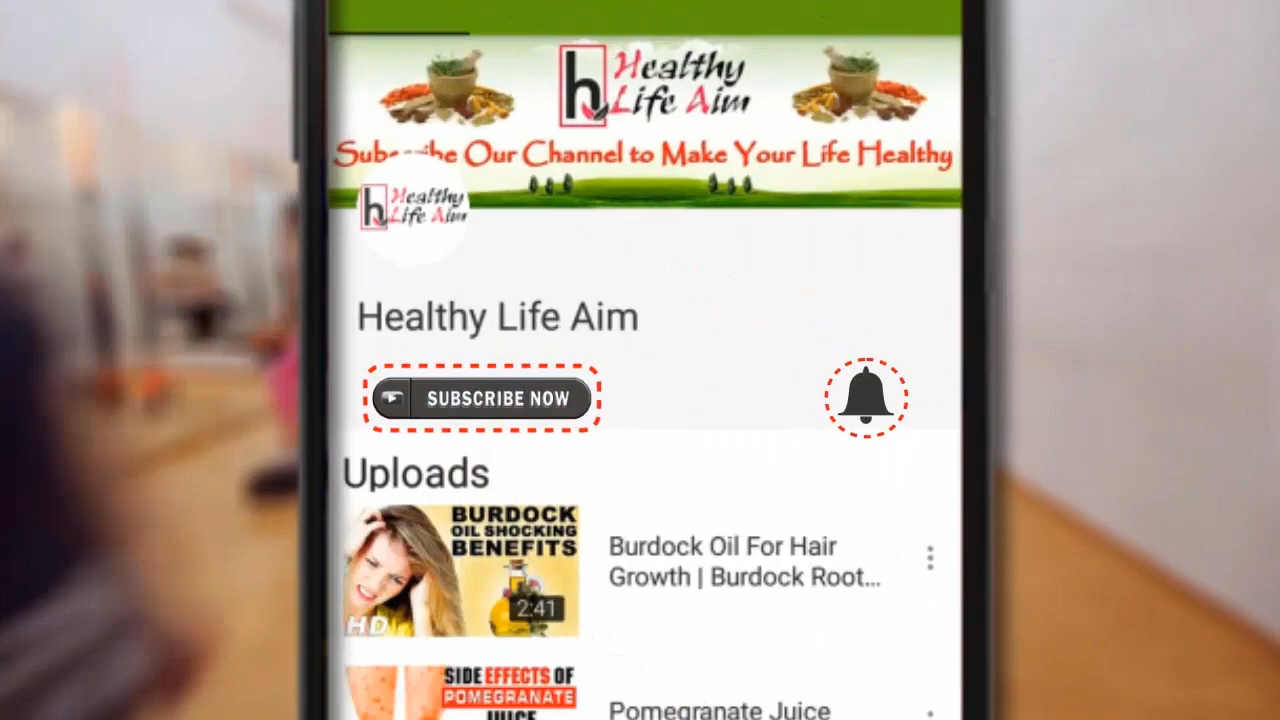 h Healthy
Life Aim
Subscribe Our Channel to Make Your Life Healthy
h Healthy
Life Aim
Healthy Life Aim
SUBSCRIBE NOW
Uploads
BURDOCK
OIL SHOCKING
BENEFITS
2:41
HD
Burdock Oil For Hair
Growth | Burdock Root...
SIDE EFFECTS OF
POMEGRANATE
JUICE
Pomegranate Juice